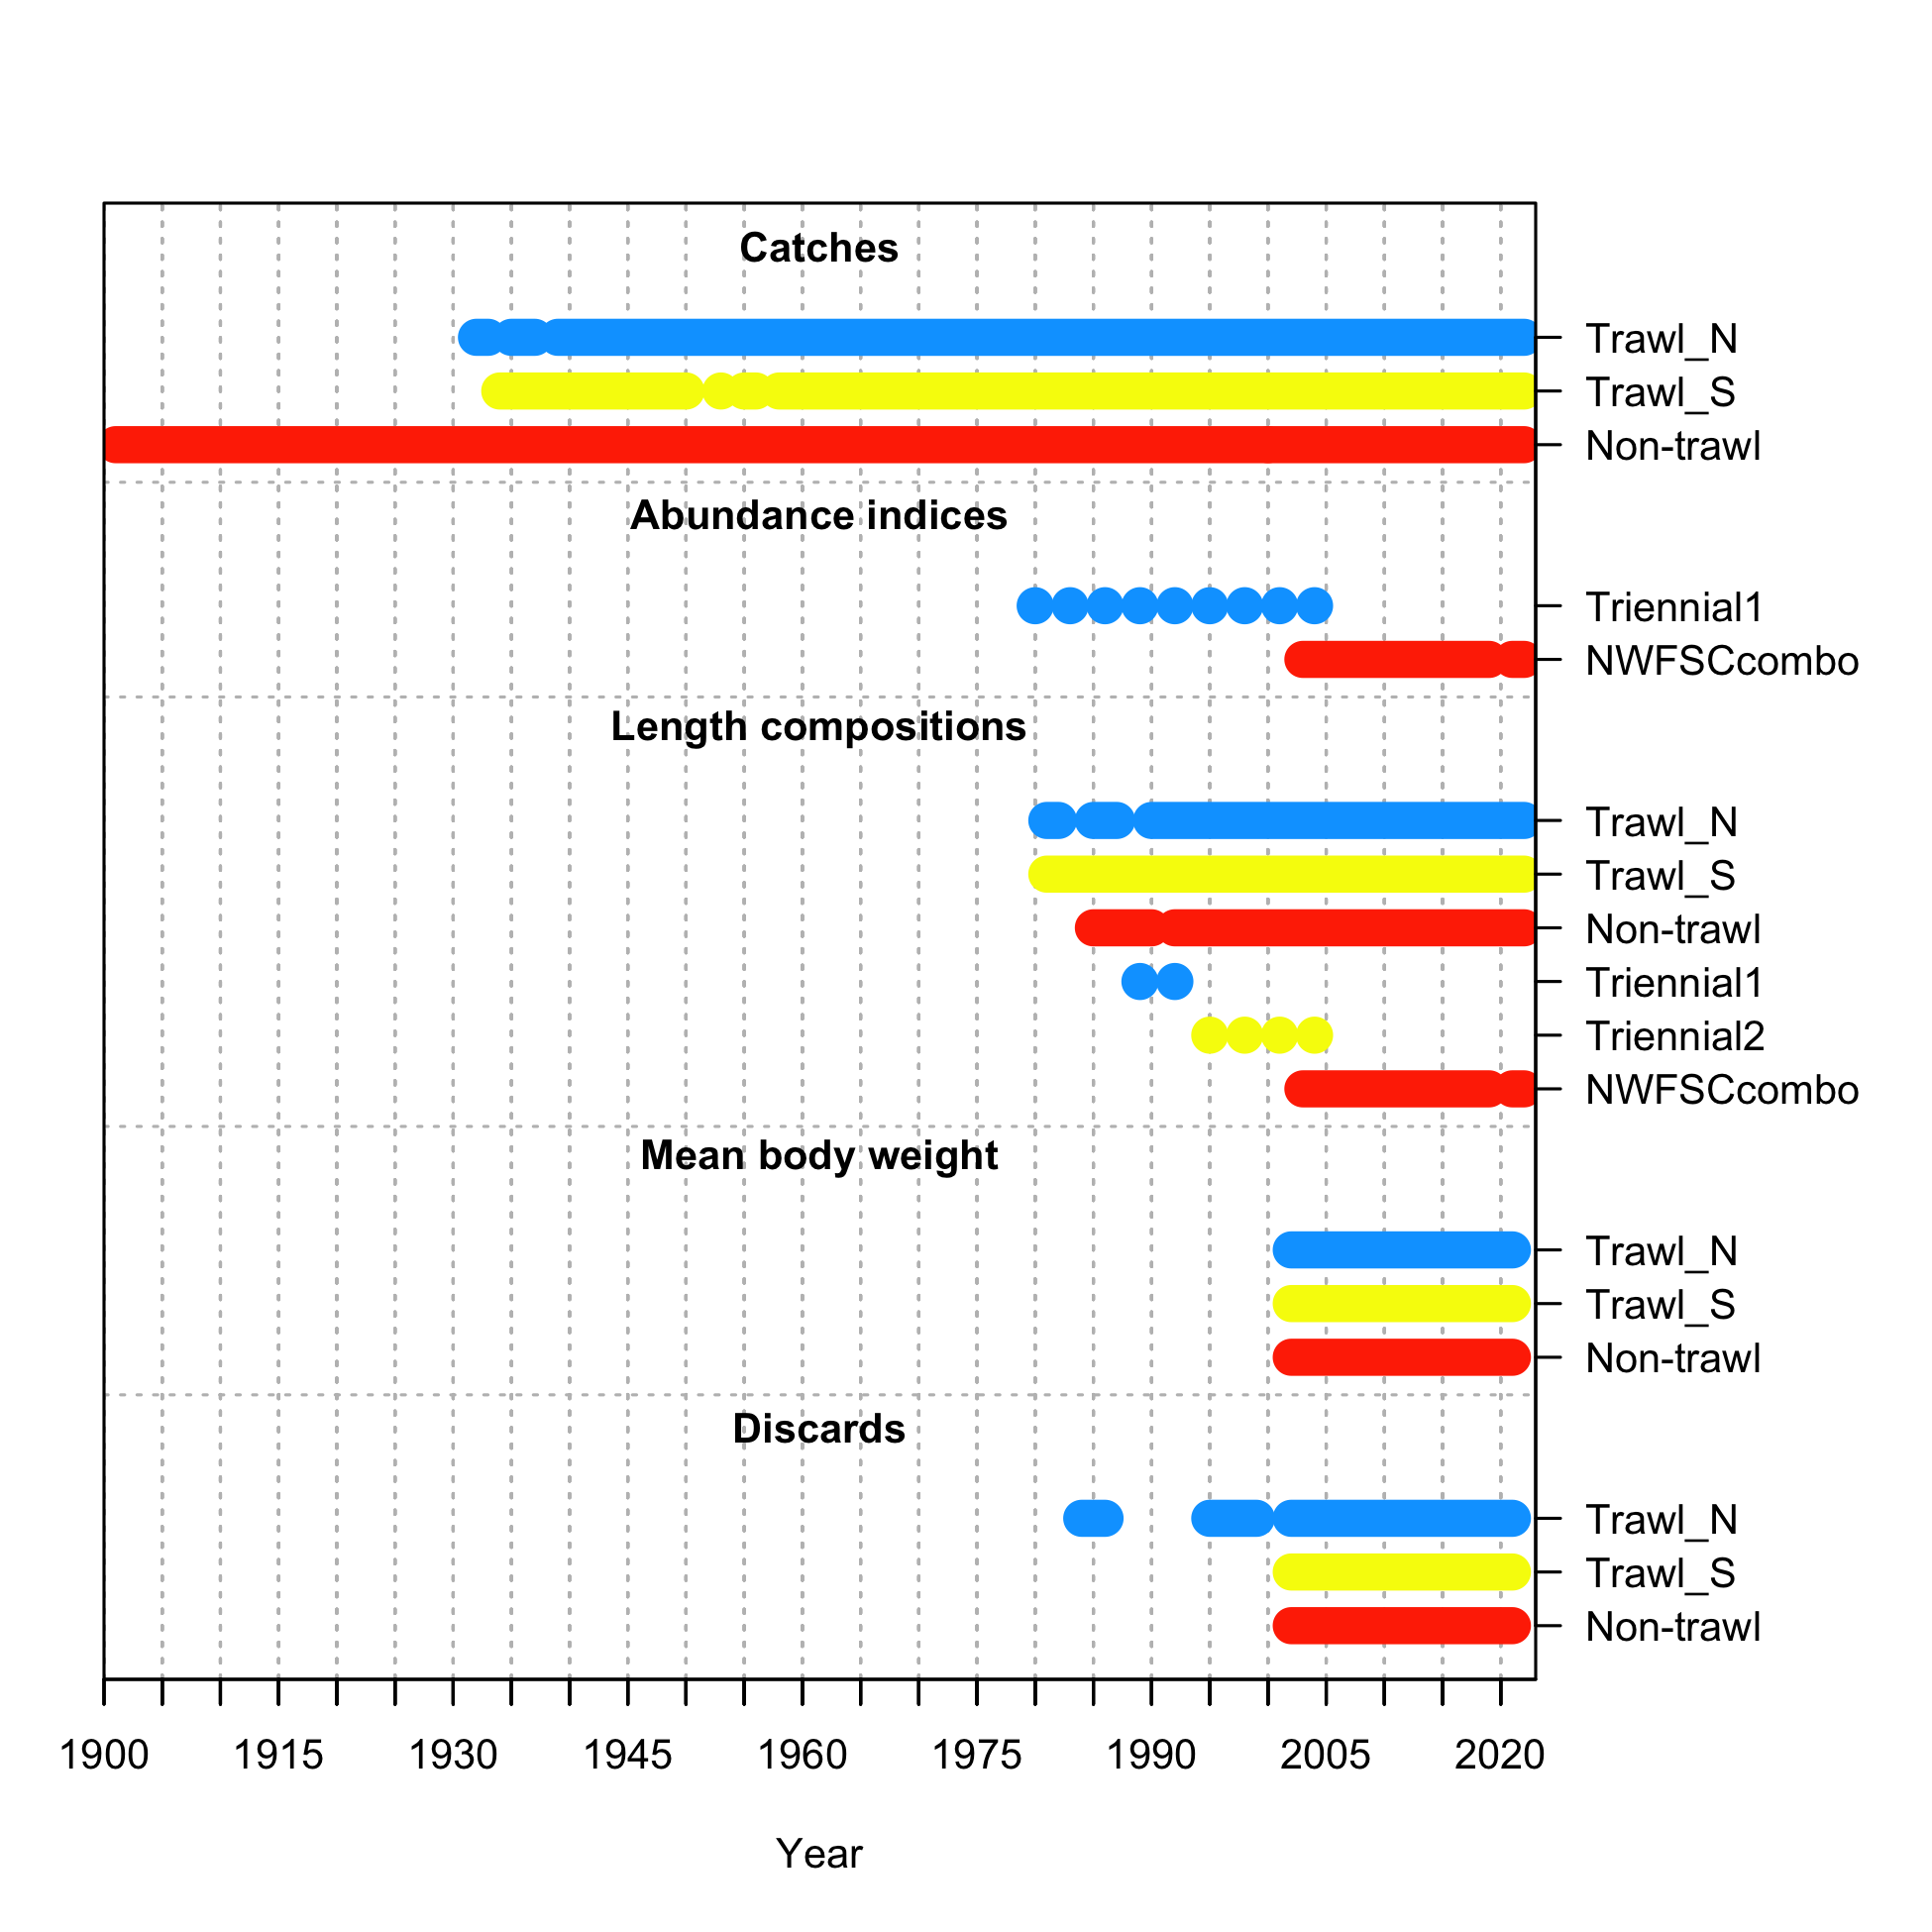 Catches
Trawl_N
Trawl_S
Non-trawl
Abundance indices
Triennial1
NWFSCcombo
Length compositions
Trawl_N
Trawl_S
Non-trawl
Triennial1
Triennial2
NWFSCcombo
Mean body weight
Trawl_N
Trawl_S
Non-trawl
Discards
Trawl_N
Trawl_S
Non-trawl
1900 1915 1930 1945 1960 1975 1990 2005 2020
Year